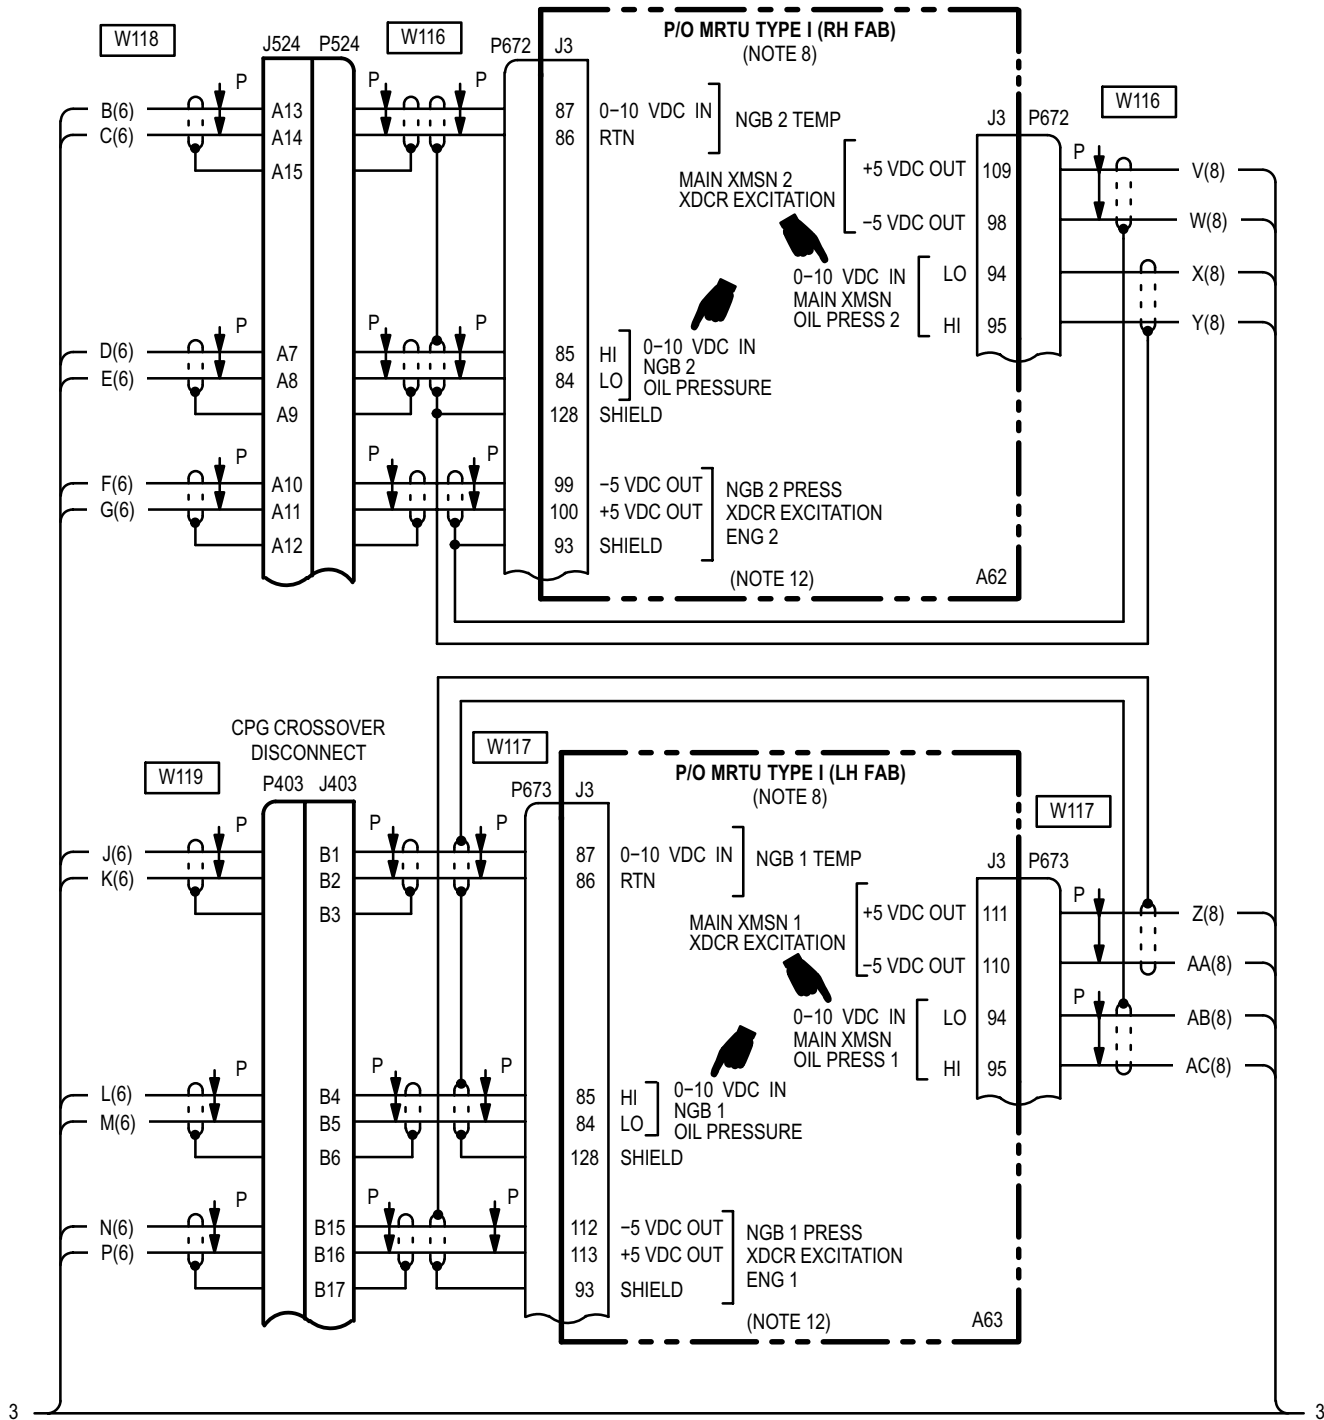 W118
J524 P524
W116
P672 J3
P/O MRTU TYPE I (RH FAB)
(NOTE 8)
P P P
B(6) A13 87 0−10 VDC IN
C(6) A14 86 RTN
NGB 2 TEMP
A15
W116
J3 P672
P
MAIN XMSN 2
XDCR EXCITATION
+5 VDC OUT 109 V(8)
−5 VDC OUT 98 W(8)
0−10 VDC IN
MAIN XMSN
OIL PRESS 2
LO 94 X(8)
HI 95 Y(8)
P P P
D(6) A7 85 HI
E(6) A8 84 LO
0−10 VDC IN
NGB 2
OIL PRESSURE
A9 128 SHIELD
P P P
F(6) A10 99 −5 VDC OUT
G(6) A11 100 +5 VDC OUT
A12 93 SHIELD
NGB 2 PRESS
XDCR EXCITATION
ENG 2
(NOTE 12)
A62
CPG CROSSOVER
DISCONNECT
W119
P403 J403
W117
P673 J3
P/O MRTU TYPE I (LH FAB)
(NOTE 8)
P P P
J(6) B1 87 0−10 VDC IN
K(6) B2 86 RTN
NGB 1 TEMP
B3
W117
J3 P673
P
MAIN XMSN 1
XDCR EXCITATION
+5 VDC OUT 111 Z(8)
−5 VDC OUT 110 AA(8)
P
0−10 VDC IN
MAIN XMSN
OIL PRESS 1
LO 94 AB(8)
HI 95 AC(8)
P P P
L(6) B4 85 HI
M(6) B5 84 LO
0−10 VDC IN
NGB 1
OIL PRESSURE
B6 128 SHIELD
P P P
N(6) B15 112 −5 VDC OUT
P(6) B16 113 +5 VDC OUT
B17 93 SHIELD
NGB 1 PRESS
XDCR EXCITATION
ENG 1
(NOTE 12)
A63
3 3